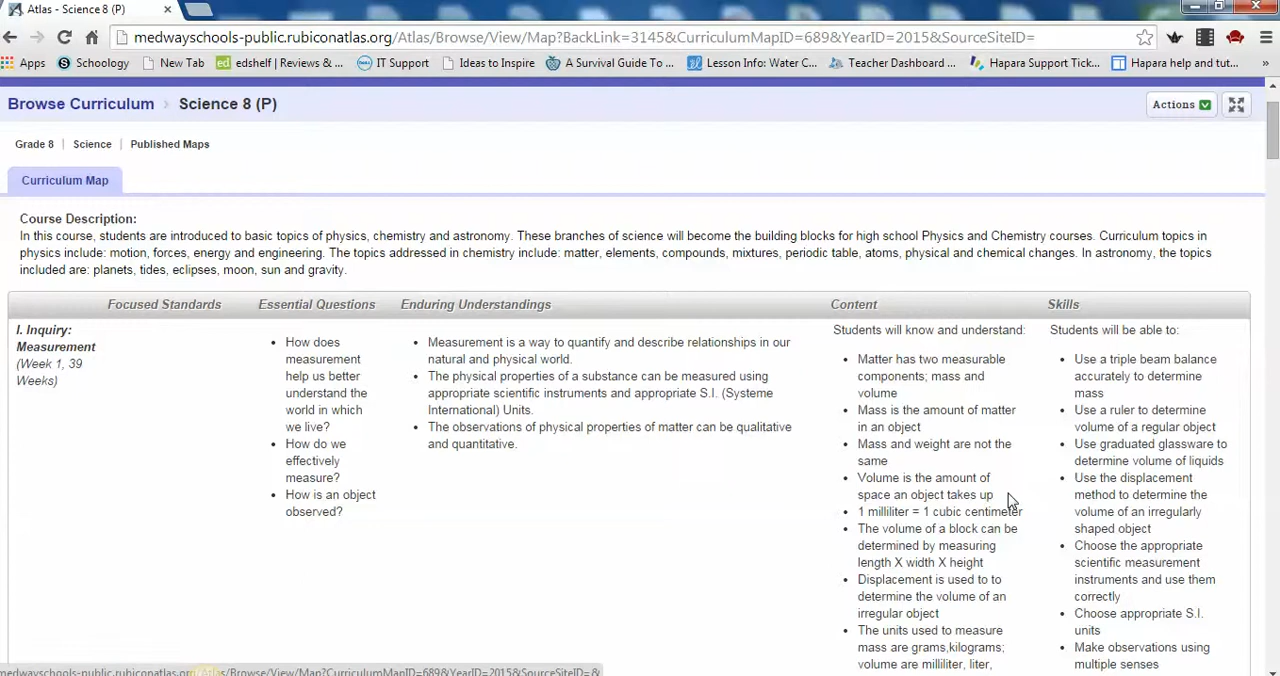 Atlas - Science 8 (P)
medwayschools-public.rubiconatlas.org/Atlas/Browse/View/Map?BackLink=3145&CurriculumMapID=689&YearID=2015&SourceSiteID=
Apps Schoology New Tab edshelf | Reviews & ... IT Support Ideas to Inspire A Survival Guide To ... Lesson Info: Water C... Teacher Dashboard ... Hapara Support Tick... Hapara help and tut... »
Browse Curriculum › Science 8 (P)
Actions
Grade 8 | Science | Published Maps
Curriculum Map
Course Description:
In this course, students are introduced to basic topics of physics, chemistry and astronomy. These branches of science will become the building blocks for high school Physics and Chemistry courses. Curriculum topics in
physics include: motion, forces, energy and engineering. The topics addressed in chemistry include: matter, elements, compounds, mixtures, periodic table, atoms, physical and chemical changes. In astronomy, the topics
included are: planets, tides, eclipses, moon, sun and gravity.
Focused Standards Essential Questions Enduring Understandings Content Skills
I. Inquiry:
Measurement
(Week 1, 39
Weeks)
• How does
measurement
help us better
understand the
world in which
we live?
• How do we
effectively
measure?
• How is an object
observed?
• Measurement is a way to quantify and describe relationships in our
natural and physical world.
• The physical properties of a substance can be measured using
appropriate scientific instruments and appropriate S.I. (Systeme
International) Units.
• The observations of physical properties of matter can be qualitative
and quantitative.
Students will know and understand:
• Matter has two measurable
components; mass and
volume
• Mass is the amount of matter
in an object
• Mass and weight are not the
same
• Volume is the amount of
space an object takes up
• 1 milliliter = 1 cubic centimeter
• The volume of a block can be
determined by measuring
length X width X height
• Displacement is used to to
determine the volume of an
irregular object
• The units used to measure
mass are grams,kilograms;
volume are milliliter, liter,
Students will be able to:
• Use a triple beam balance
accurately to determine
mass
• Use a ruler to determine
volume of a regular object
• Use graduated glassware to
determine volume of liquids
• Use the displacement
method to determine the
volume of an irregularly
shaped object
• Choose the appropriate
scientific measurement
instruments and use them
correctly
• Choose appropriate S.I.
units
• Make observations using
multiple senses
medwayschools-public.rubiconatlas.org/Atlas/Browse/View/Map?CurriculumMapID=689&YearID=2015&SourceSiteID=&